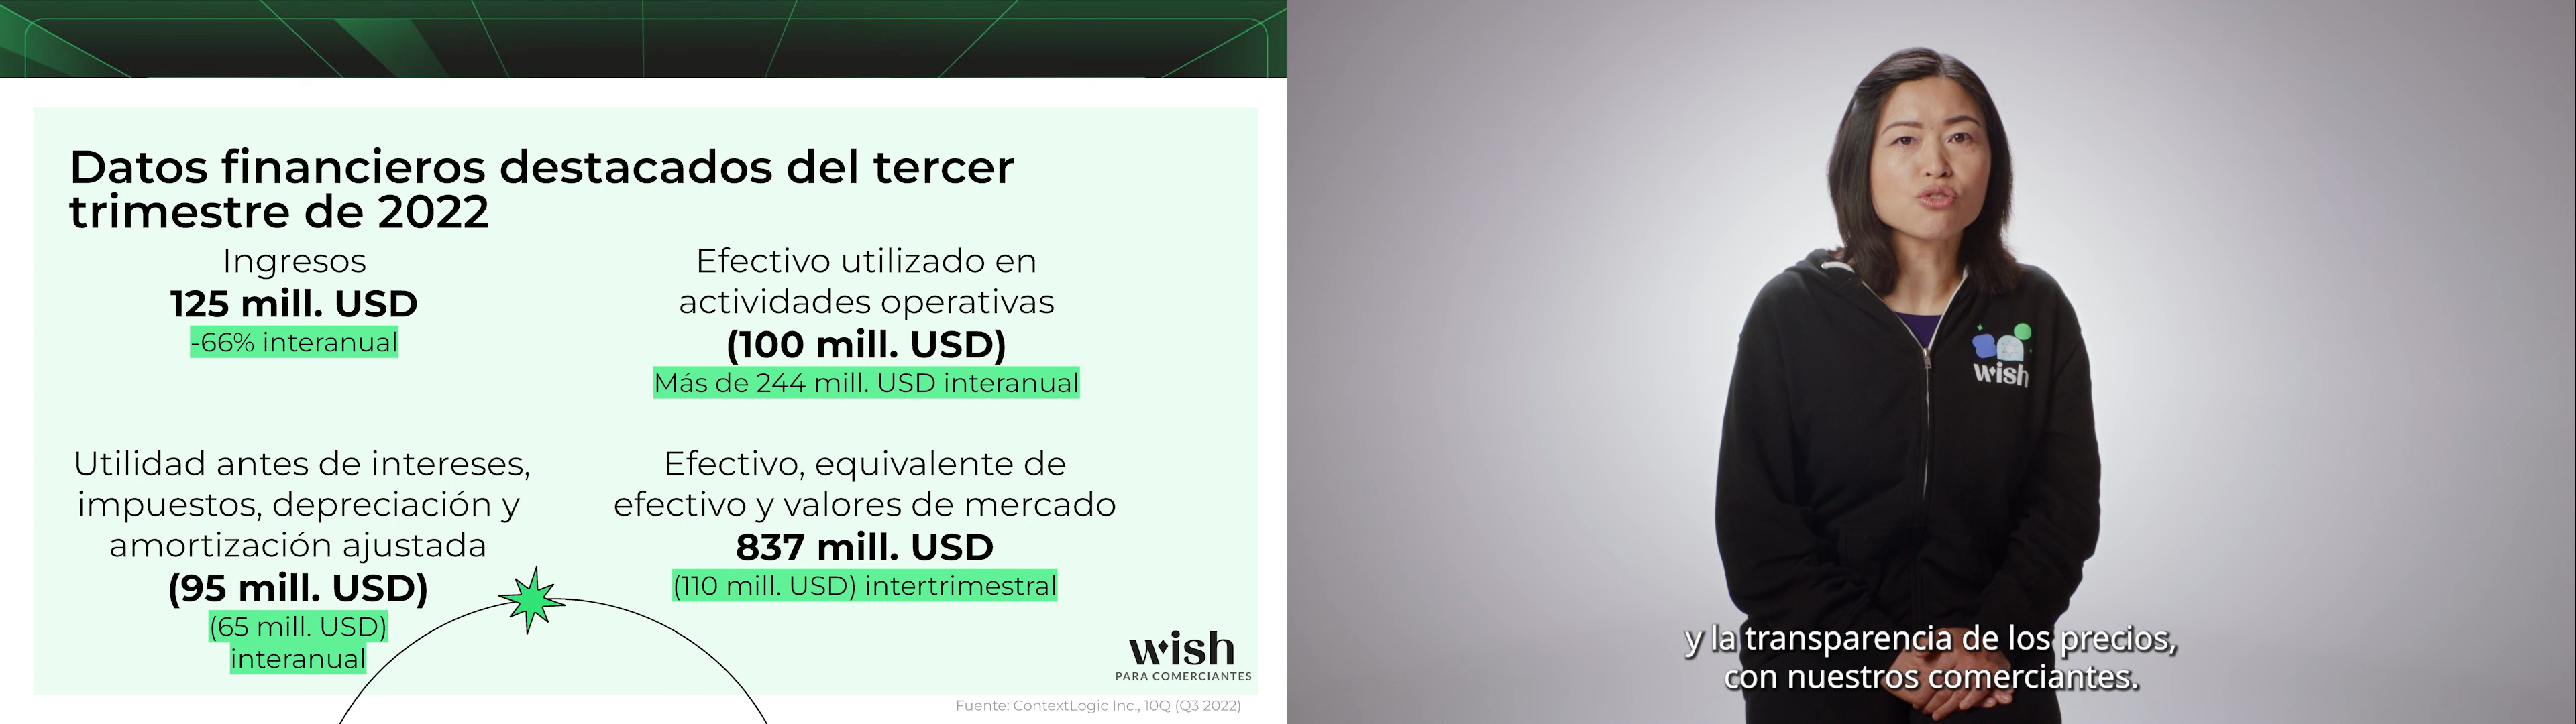 Datos financieros destacados del tercer
trimestre de 2022
Ingresos
125 mill. USD
-66% interanual
Efectivo utilizado en
actividades operativas
(100 mill. USD)
Más de 244 mill. USD interanual
Utilidad antes de intereses,
impuestos, depreciación y
amortización ajustada
(95 mill. USD)
(65 mill. USD)
interanual
Efectivo, equivalente de
efectivo y valores de mercado
837 mill. USD
(110 mill. USD) intertrimestral
wish
PARA COMERCIANTES
Fuente: ContextLogic Inc., 10Q (Q3 2022)
wish
y la transparencia de los precios,
con nuestros comerciantes.